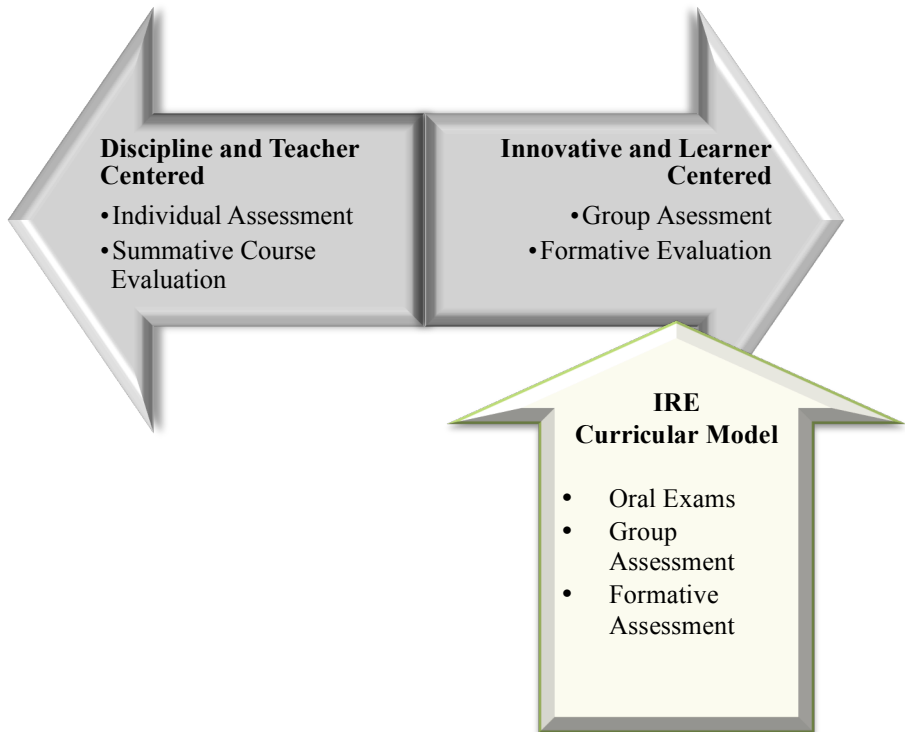 Discipline and Teacher
Centered
•Individual Assessment
•Summative Course
Evaluation
Innovative and Learner
Centered
•Group Asessment
•Formative Evaluation
IRE
Curricular Model
• Oral Exams
• Group
Assessment
• Formative
Assessment